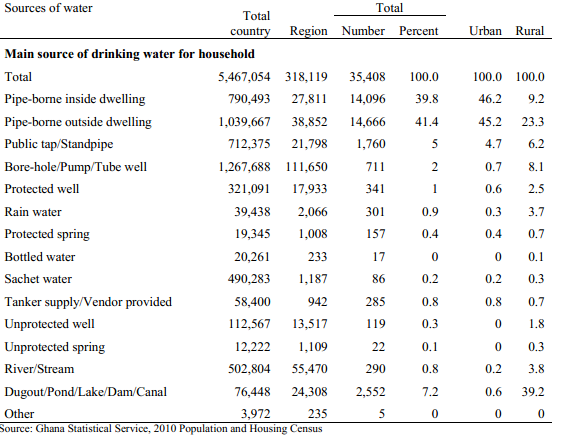 Sources of water Total country Region Total Number Percent Urban Rural
Main source of drinking water for household
Total 5,467,054 318,119 35,408 100.0 100.0 100.0
Pipe-borne inside dwelling 790,493 27,811 14,096 39.8 46.2 9.2
Pipe-borne outside dwelling 1,039,667 38,852 14,666 41.4 45.2 23.3
Public tap/Standpipe 712,375 21,798 1,760 5 4.7 6.2
Bore-hole/Pump/Tube well 1,267,688 111,650 711 2 0.7 8.1
Protected well 321,091 17,933 341 1 0.6 2.5
Rain water 39,438 2,066 301 0.9 0.3 3.7
Protected spring 19,345 1,008 157 0.4 0.4 0.7
Bottled water 20,261 233 17 0 0 0.1
Sachet water 490,283 1,187 86 0.2 0.2 0.3
Tanker supply/Vendor provided 58,400 942 285 0.8 0.8 0.7
Unprotected well 112,567 13,517 119 0.3 0 1.8
Unprotected spring 12,222 1,109 22 0.1 0 0.3
River/Stream 502,804 55,470 290 0.8 0.2 3.8
Dugout/Pond/Lake/Dam/Canal 76,448 24,308 2,552 7.2 0.6 39.2
Other 3,972 235 5 0 0 0
Source: Ghana Statistical Service, 2010 Population and Housing Census